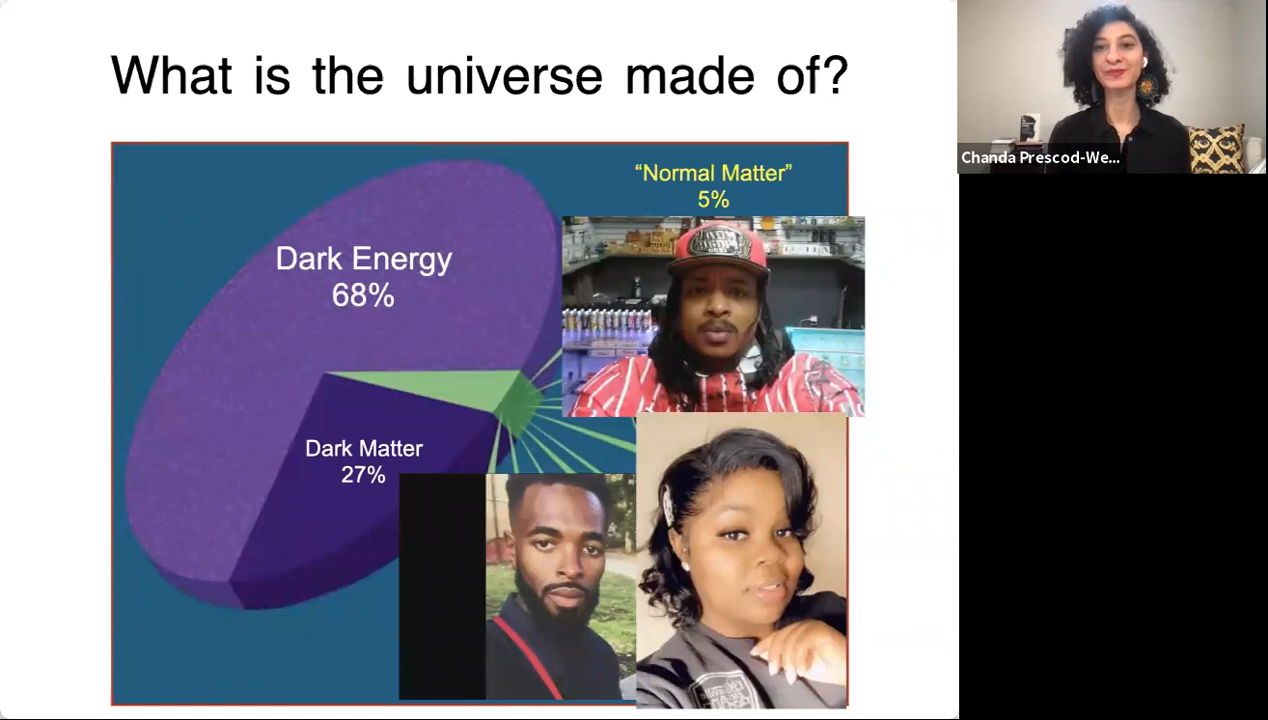 What is the universe made of?
“Normal Matter”
5%
Dark Energy
68%
Dark Matter
27%
Chanda Prescod-We...